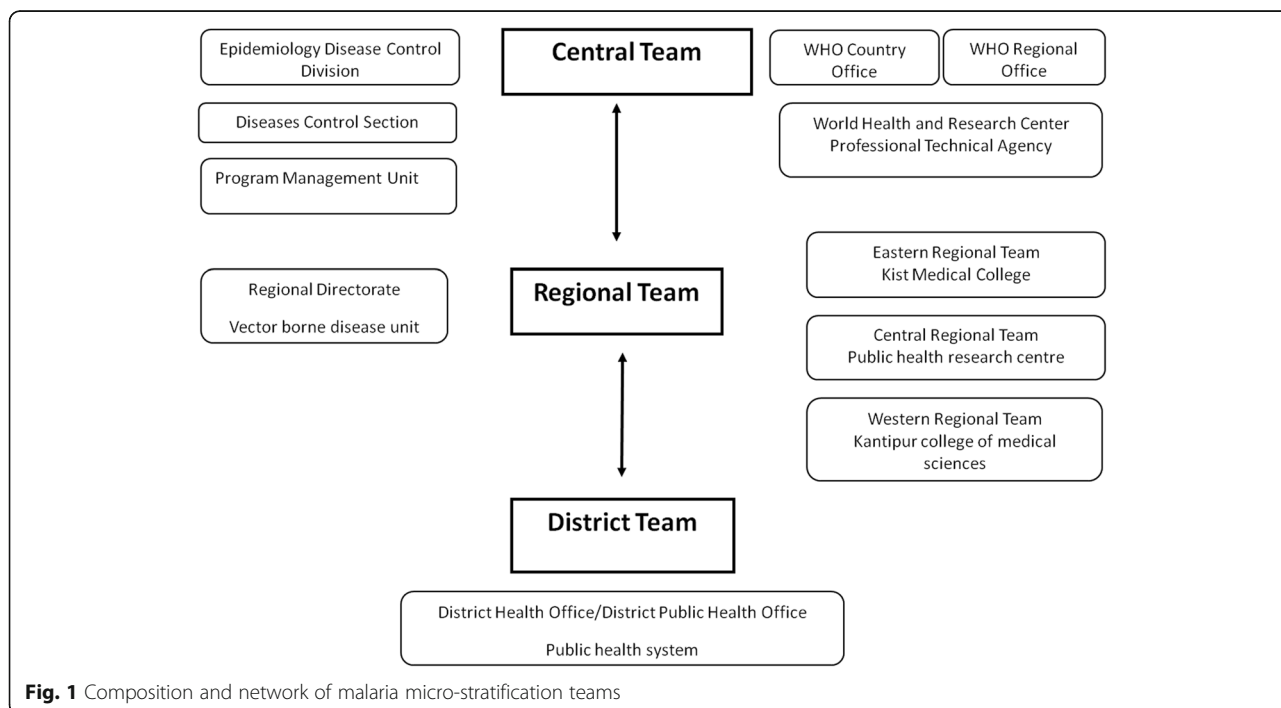 Epidemiology Disease Control
Division
Central Team
WHO Country
Office
WHO Regional
Office
Diseases Control Section
World Health and Research Center
Professional Technical Agency
Program Management Unit
Eastern Regional Team
Kist Medical College
Regional Directorate
Vector borne disease unit
Regional Team
Central Regional Team
Public health research centre
Western Regional Team
Kantipur college of medical
sciences
District Team
District Health Office/District Public Health Office
Public health system
Fig. 1 Composition and network of malaria micro-stratification teams